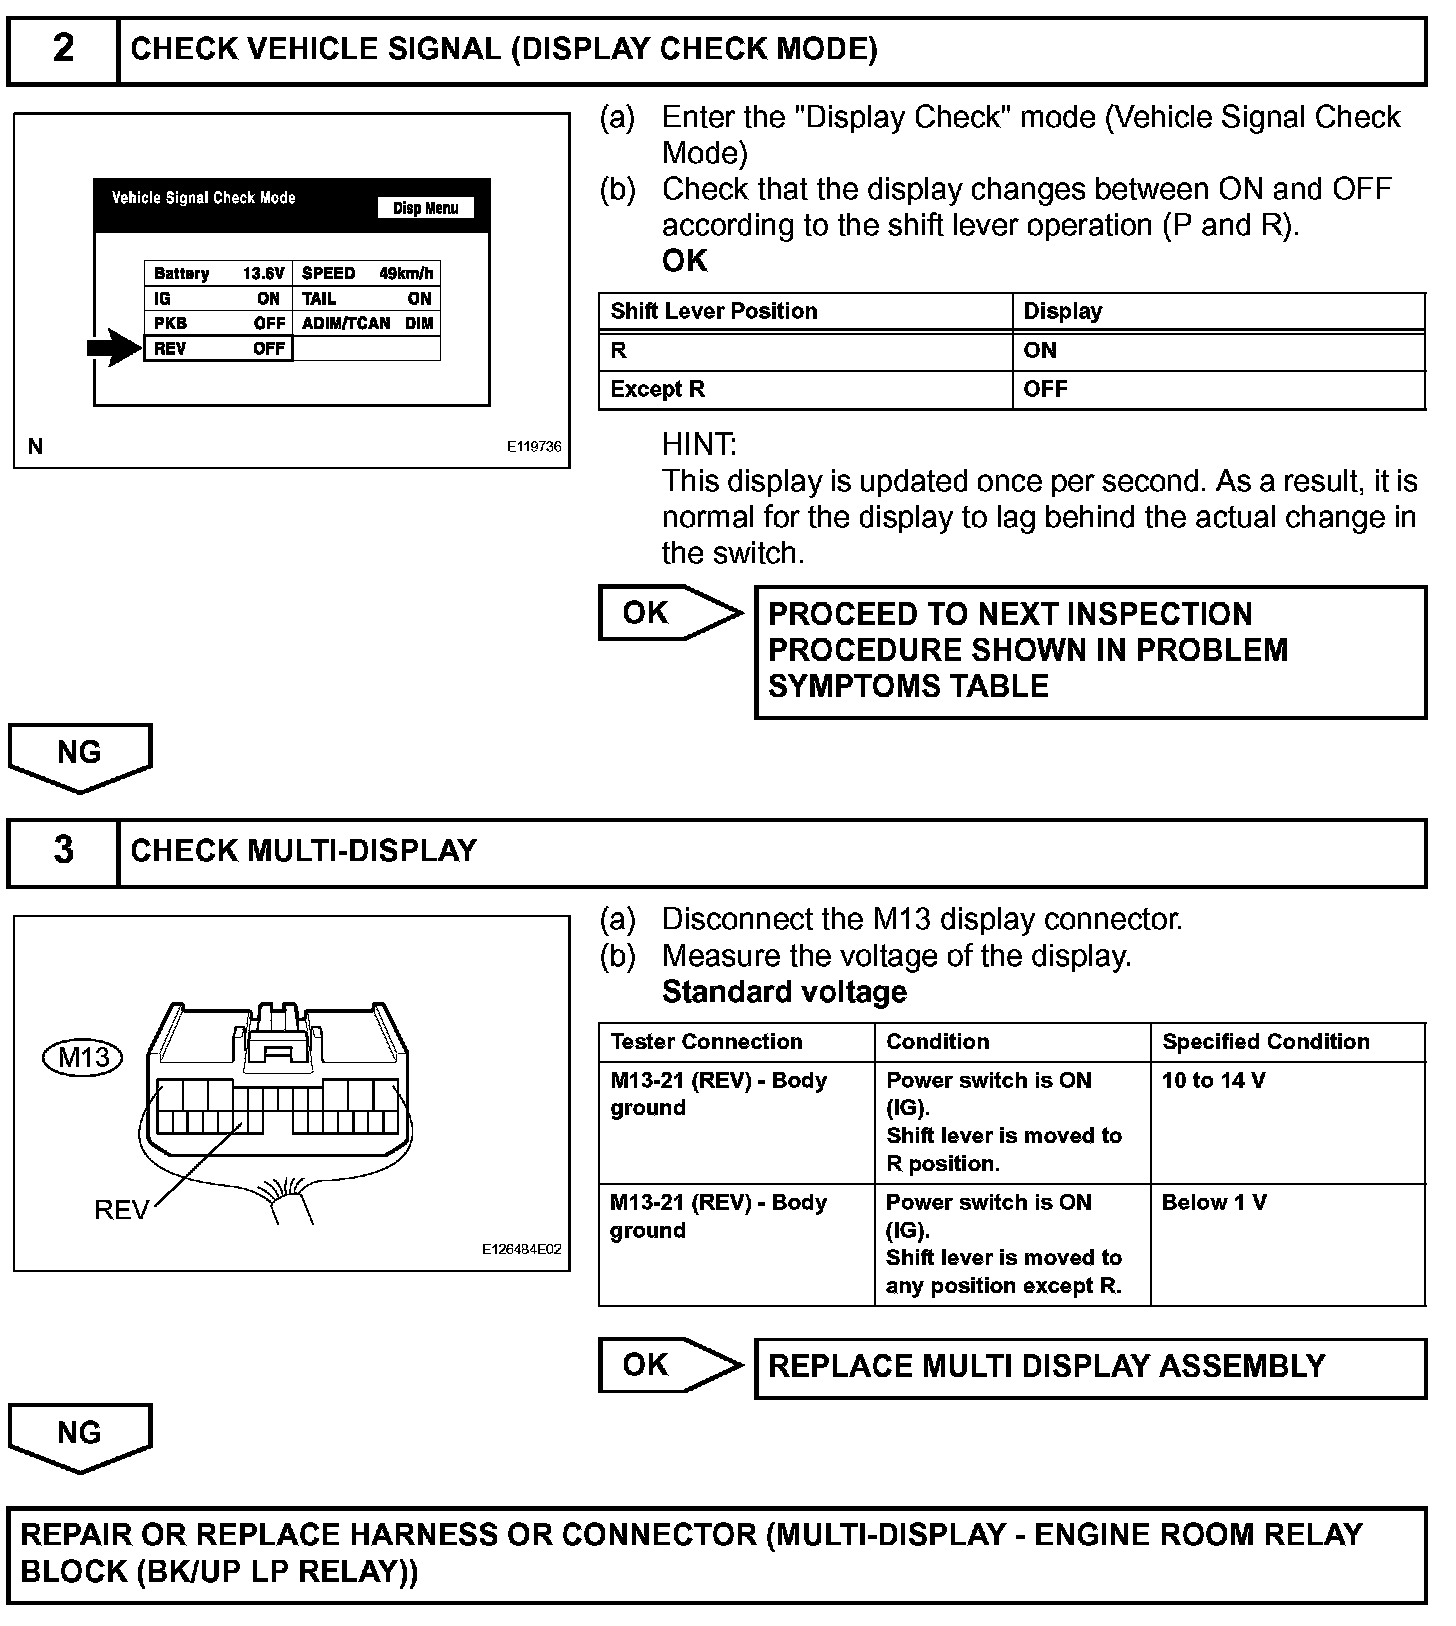 2 CHECK VEHICLE SIGNAL (DISPLAY CHECK MODE)
Vehicle Signal Check Mode
Disp Menu
Battery 13.6V SPEED 49km/h
IG ON TAIL ON
PKB OFF ADIM/TCAN DIM
REV OFF
N
E119736
(a) Enter the "Display Check" mode (Vehicle Signal Check
Mode)
(b) Check that the display changes between ON and OFF
according to the shift lever operation (P and R).
OK
Shift Lever Position Display
R ON
Except R OFF
HINT:
This display is updated once per second. As a result, it is
normal for the display to lag behind the actual change in
the switch.
OK
PROCEED TO NEXT INSPECTION
PROCEDURE SHOWN IN PROBLEM
SYMPTOMS TABLE
NG
3 CHECK MULTI-DISPLAY
M13
REV
E126484E02
(a) Disconnect the M13 display connector.
(b) Measure the voltage of the display.
Standard voltage
Tester Connection Condition Specified Condition
M13-21 (REV) - Body Power switch is ON 10 to 14 V
ground (IG).
Shift lever is moved to
R position.
M13-21 (REV) - Body Power switch is ON Below 1 V
ground (IG).
Shift lever is moved to
any position except R.
OK
REPLACE MULTI DISPLAY ASSEMBLY
NG
REPAIR OR REPLACE HARNESS OR CONNECTOR (MULTI-DISPLAY - ENGINE ROOM RELAY
BLOCK (BK/UP LP RELAY))